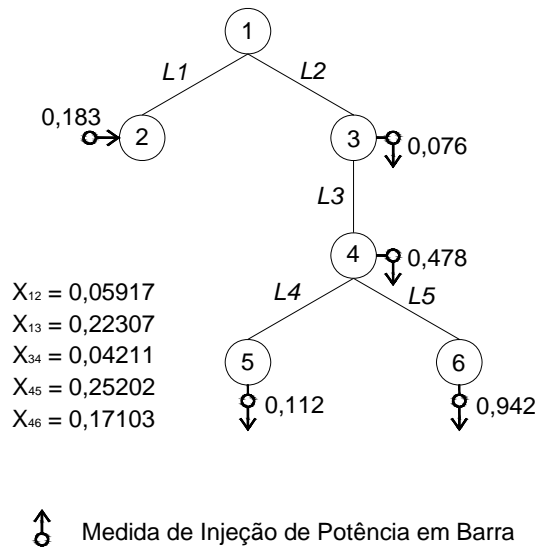 1
L1
L2
0,183
2
3
0,076
L3
4
0,478
L4
L5
X₁₂ = 0,05917
X₁₃ = 0,22307
X₃₄ = 0,04211
X₄₅ = 0,25202
X₄₆ = 0,17103
5
6
0,112
0,942
Medida de Injeção de Potência em Barra